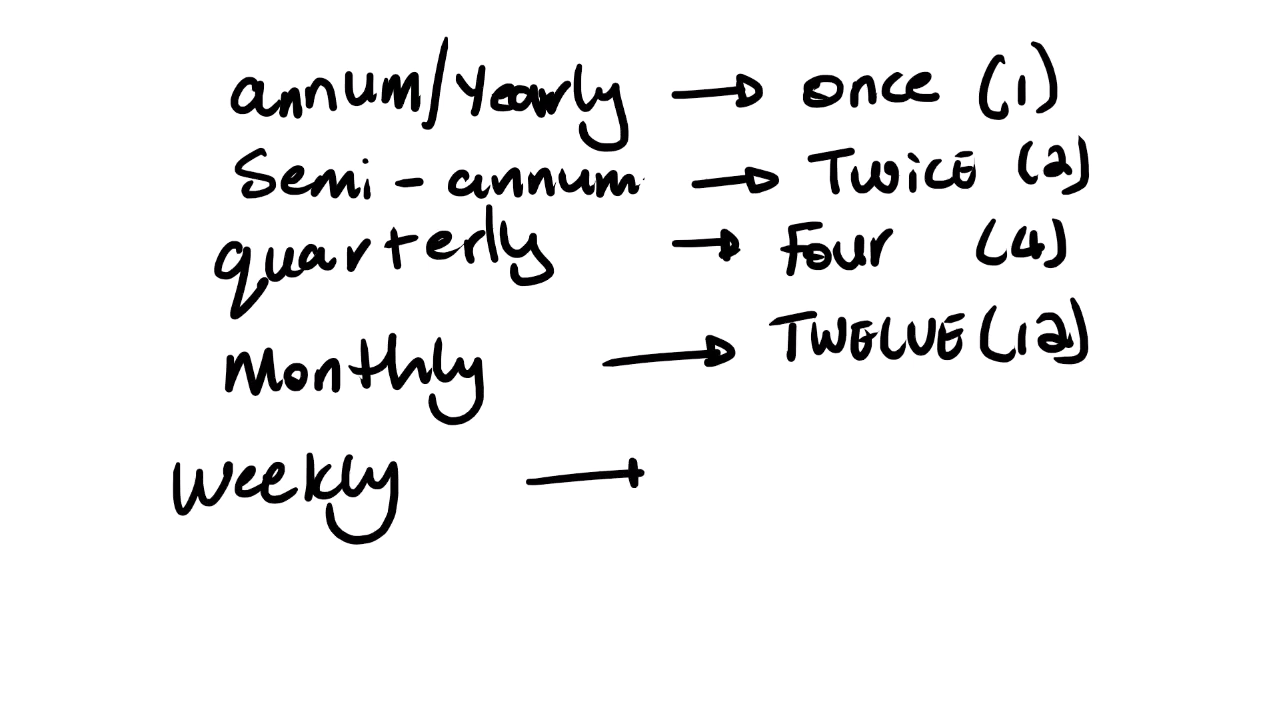 annum/Yearly → once (1)
Semi-annum → TWICE (2)
quarterly → Four (4)
Monthly → TWELVE (12)
Weekly →